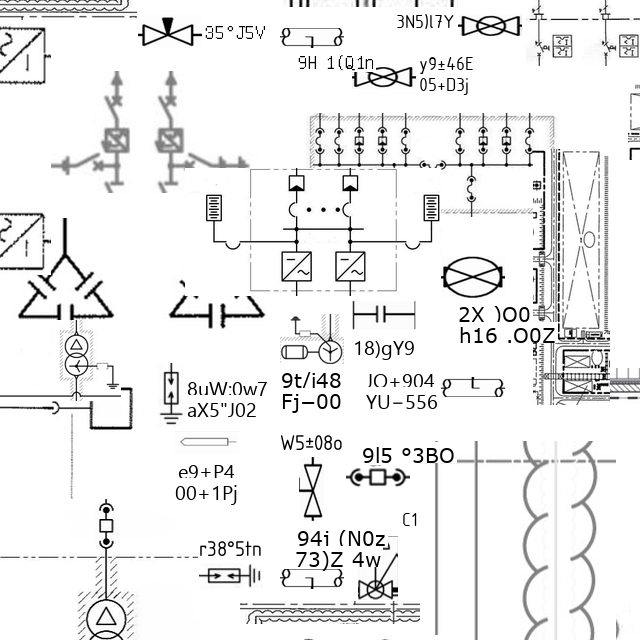 35°J5V
3N5)l7Y
9H 1(Q1n
y9±46E
05+D3j
2X )O0
h16 .O0Z
18)gY9
9t/i48
Fj−00
JO+904
YU−556
8uW:0w7
aX5"J02
W5±08o
9l5 °3BO
e9+P4
00+1Pj
C1
94i (N0z
73)Z 4w
r38°5tn